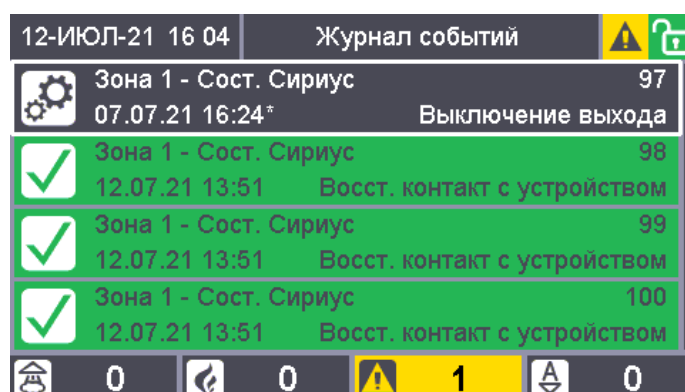 12-ИЮЛ-21 16 04 Журнал событий
Зона 1 - Сост. Сириус 97
07.07.21 16:24* Выключение выхода
Зона 1 - Сост. Сириус 98
12.07.21 13:51 Восст. контакт с устройством
Зона 1 - Сост. Сириус 99
12.07.21 13:51 Восст. контакт с устройством
Зона 1 - Сост. Сириус 100
12.07.21 13:51 Восст. контакт с устройством
0 0 1 A 0